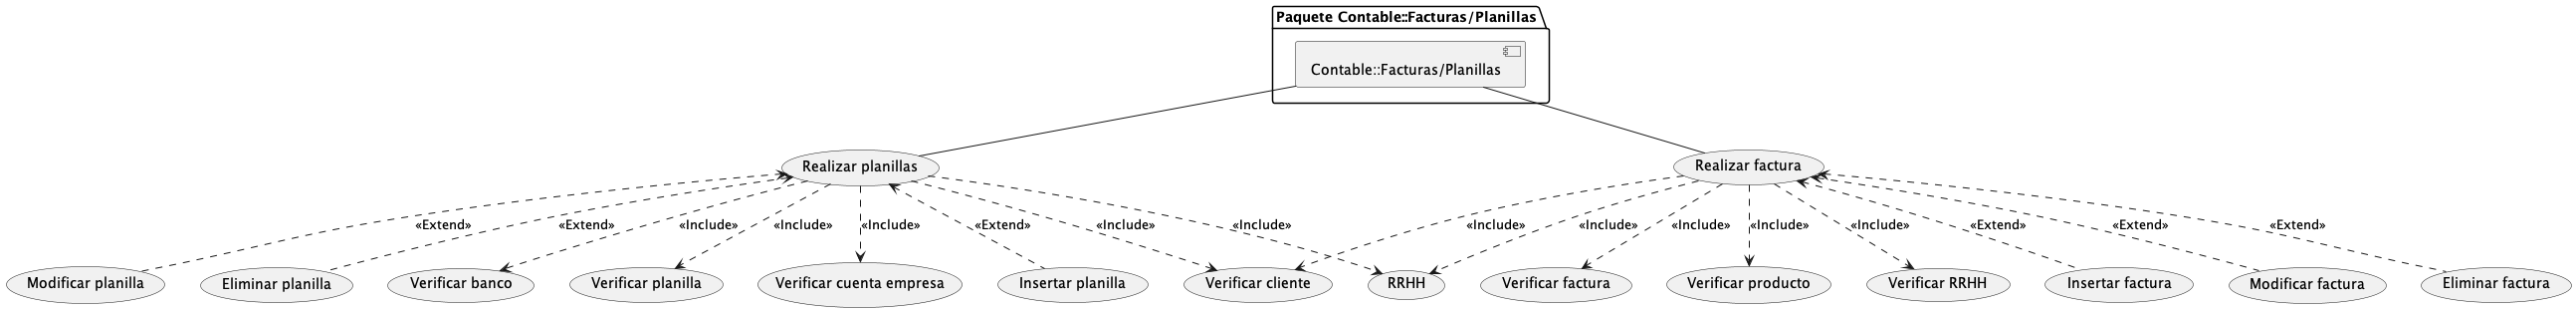 Paquete Contable::Facturas/Planillas
Contable::Facturas/Planillas
Realizar planillas
Realizar factura
«Extend»
«Extend»
«Include»
«Include»
«Include»
«Extend»
«Include»
«Include»
«Include»
«Include»
«Include»
«Include»
«Include»
«Extend»
«Extend»
«Extend»
Modificar planilla
Eliminar planilla
Verificar banco
Verificar planilla
Verificar cuenta empresa
Insertar planilla
Verificar cliente
RRHH
Verificar factura
Verificar producto
Verificar RRHH
Insertar factura
Modificar factura
Eliminar factura